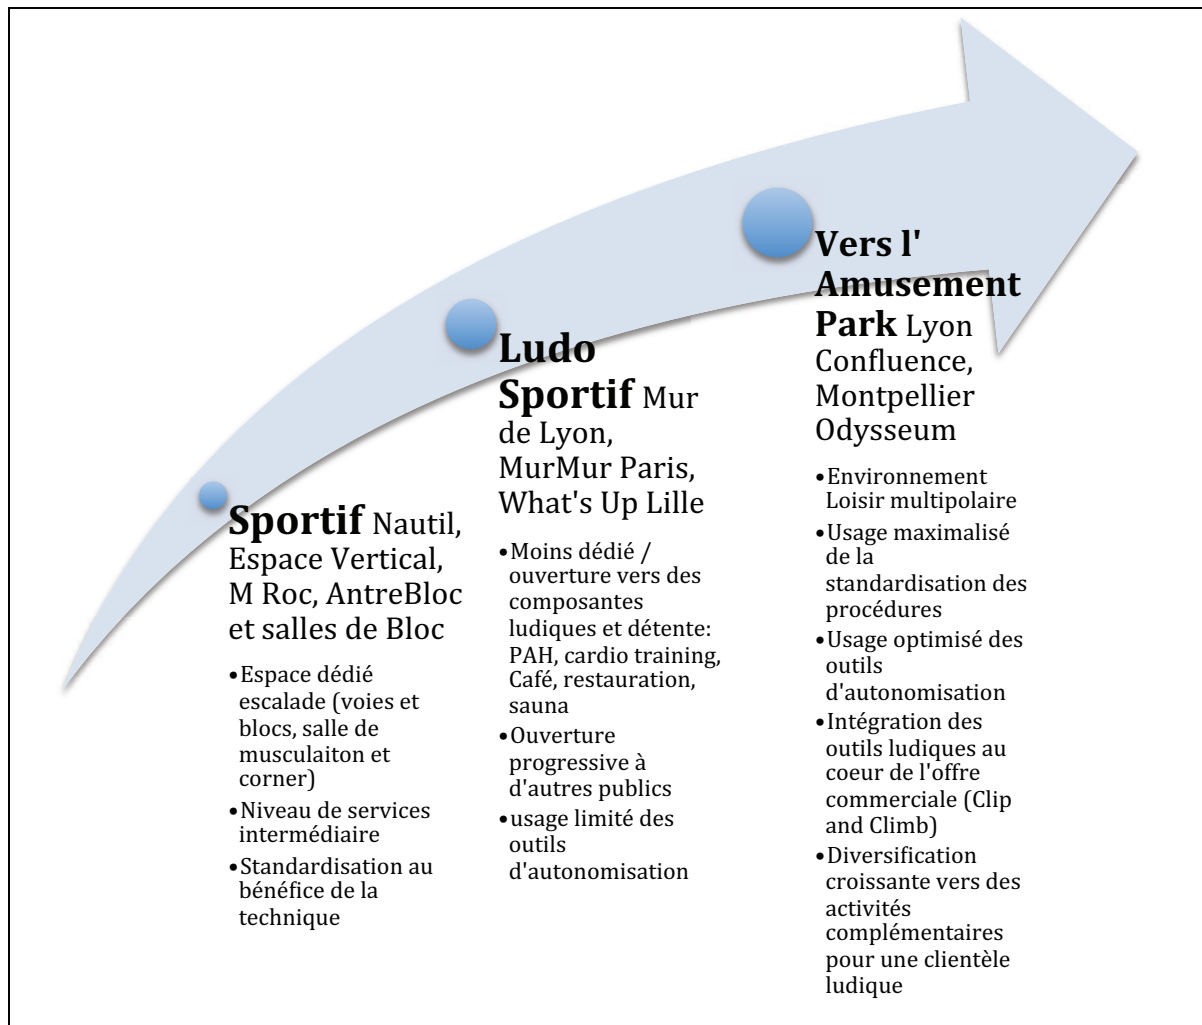 Sportif Nautil,
Espace Vertical,
M Roc, AntreBloc
et salles de Bloc
•Espace dédié
escalade (voies et
blocs, salle de
musculaiton et
corner)
•Niveau de services
intermédiaire
•Standardisation au
bénéfice de la
technique
Ludo
Sportif Mur
de Lyon,
MurMur Paris,
What's Up Lille
•Moins dédié /
ouverture vers des
composantes
ludiques et détente:
PAH, cardio training,
Café, restauration,
sauna
•Ouverture
progressive à
d'autres publics
•usage limité des
outils
d'autonomisation
Vers l'
Amusement
Park Lyon
Confluence,
Montpellier
Odysseum
•Environnement
Loisir multipolaire
•Usage maximalisé
de la
standardisation des
procédures
•Usage optimisé des
outils
d'autonomisation
•Intégration des
outils ludiques au
coeur de l'offre
commerciale (Clip
and Climb)
•Diversification
croissante vers des
activités
complémentaires
pour une clientèle
ludique